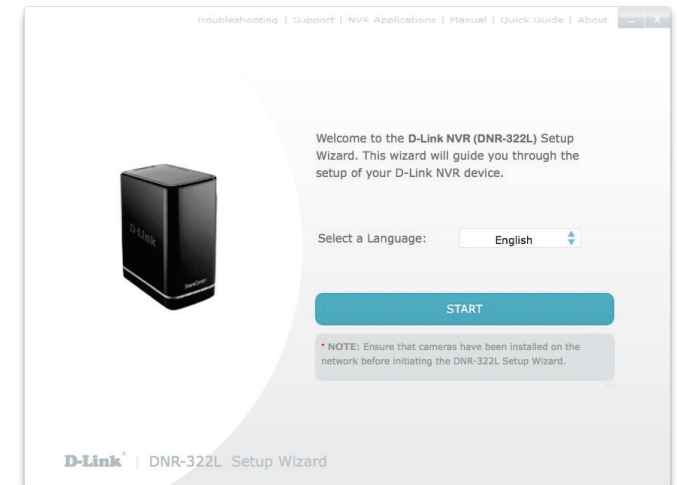 Troubleshooting | Support | NVR Applications | Manual | Quick Guide | About _ X
Welcome to the D-Link NVR (DNR-322L) Setup
Wizard. This wizard will guide you through the
setup of your D-Link NVR device.
D-Link
ShareCenter
Select a Language: English
START
* NOTE: Ensure that cameras have been installed on the
network before initiating the DNR-322L Setup Wizard.
D-Link® | DNR-322L Setup Wizard